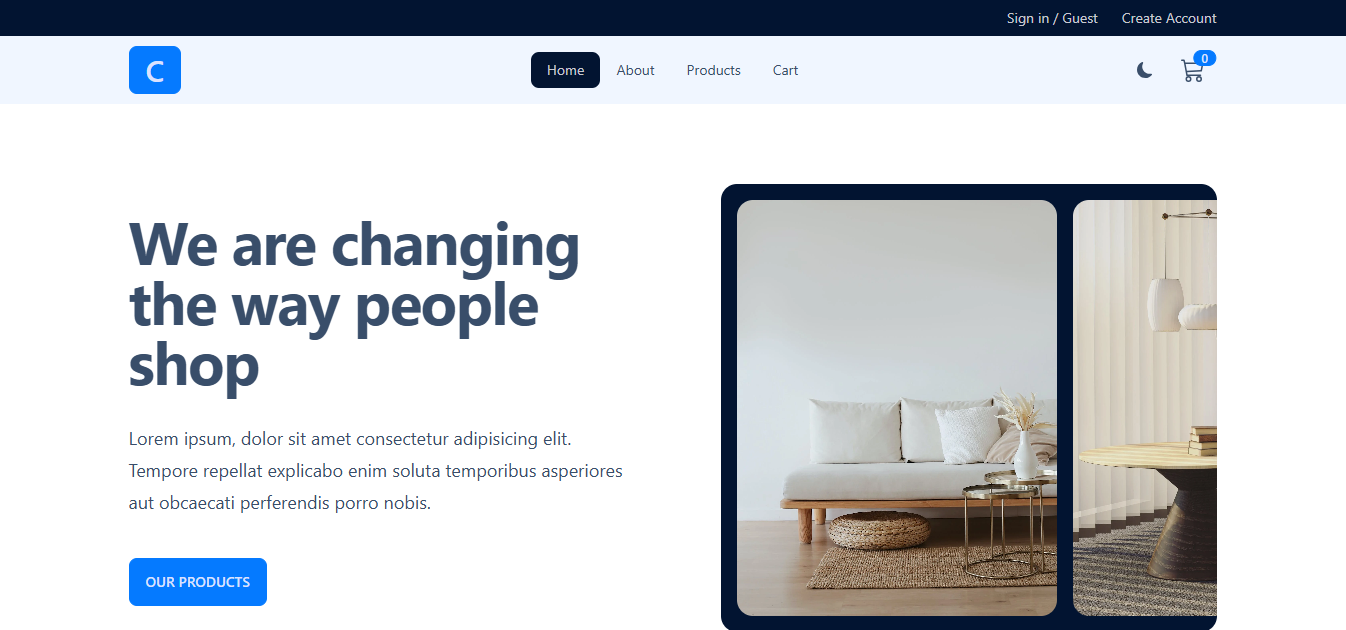 Sign in / Guest Create Account
C
Home About Products Cart
0
We are changing
the way people
shop
Lorem ipsum, dolor sit amet consectetur adipisicing elit.
Tempore repellat explicabo enim soluta temporibus asperiores
aut obcaecati perferendis porro nobis.
OUR PRODUCTS